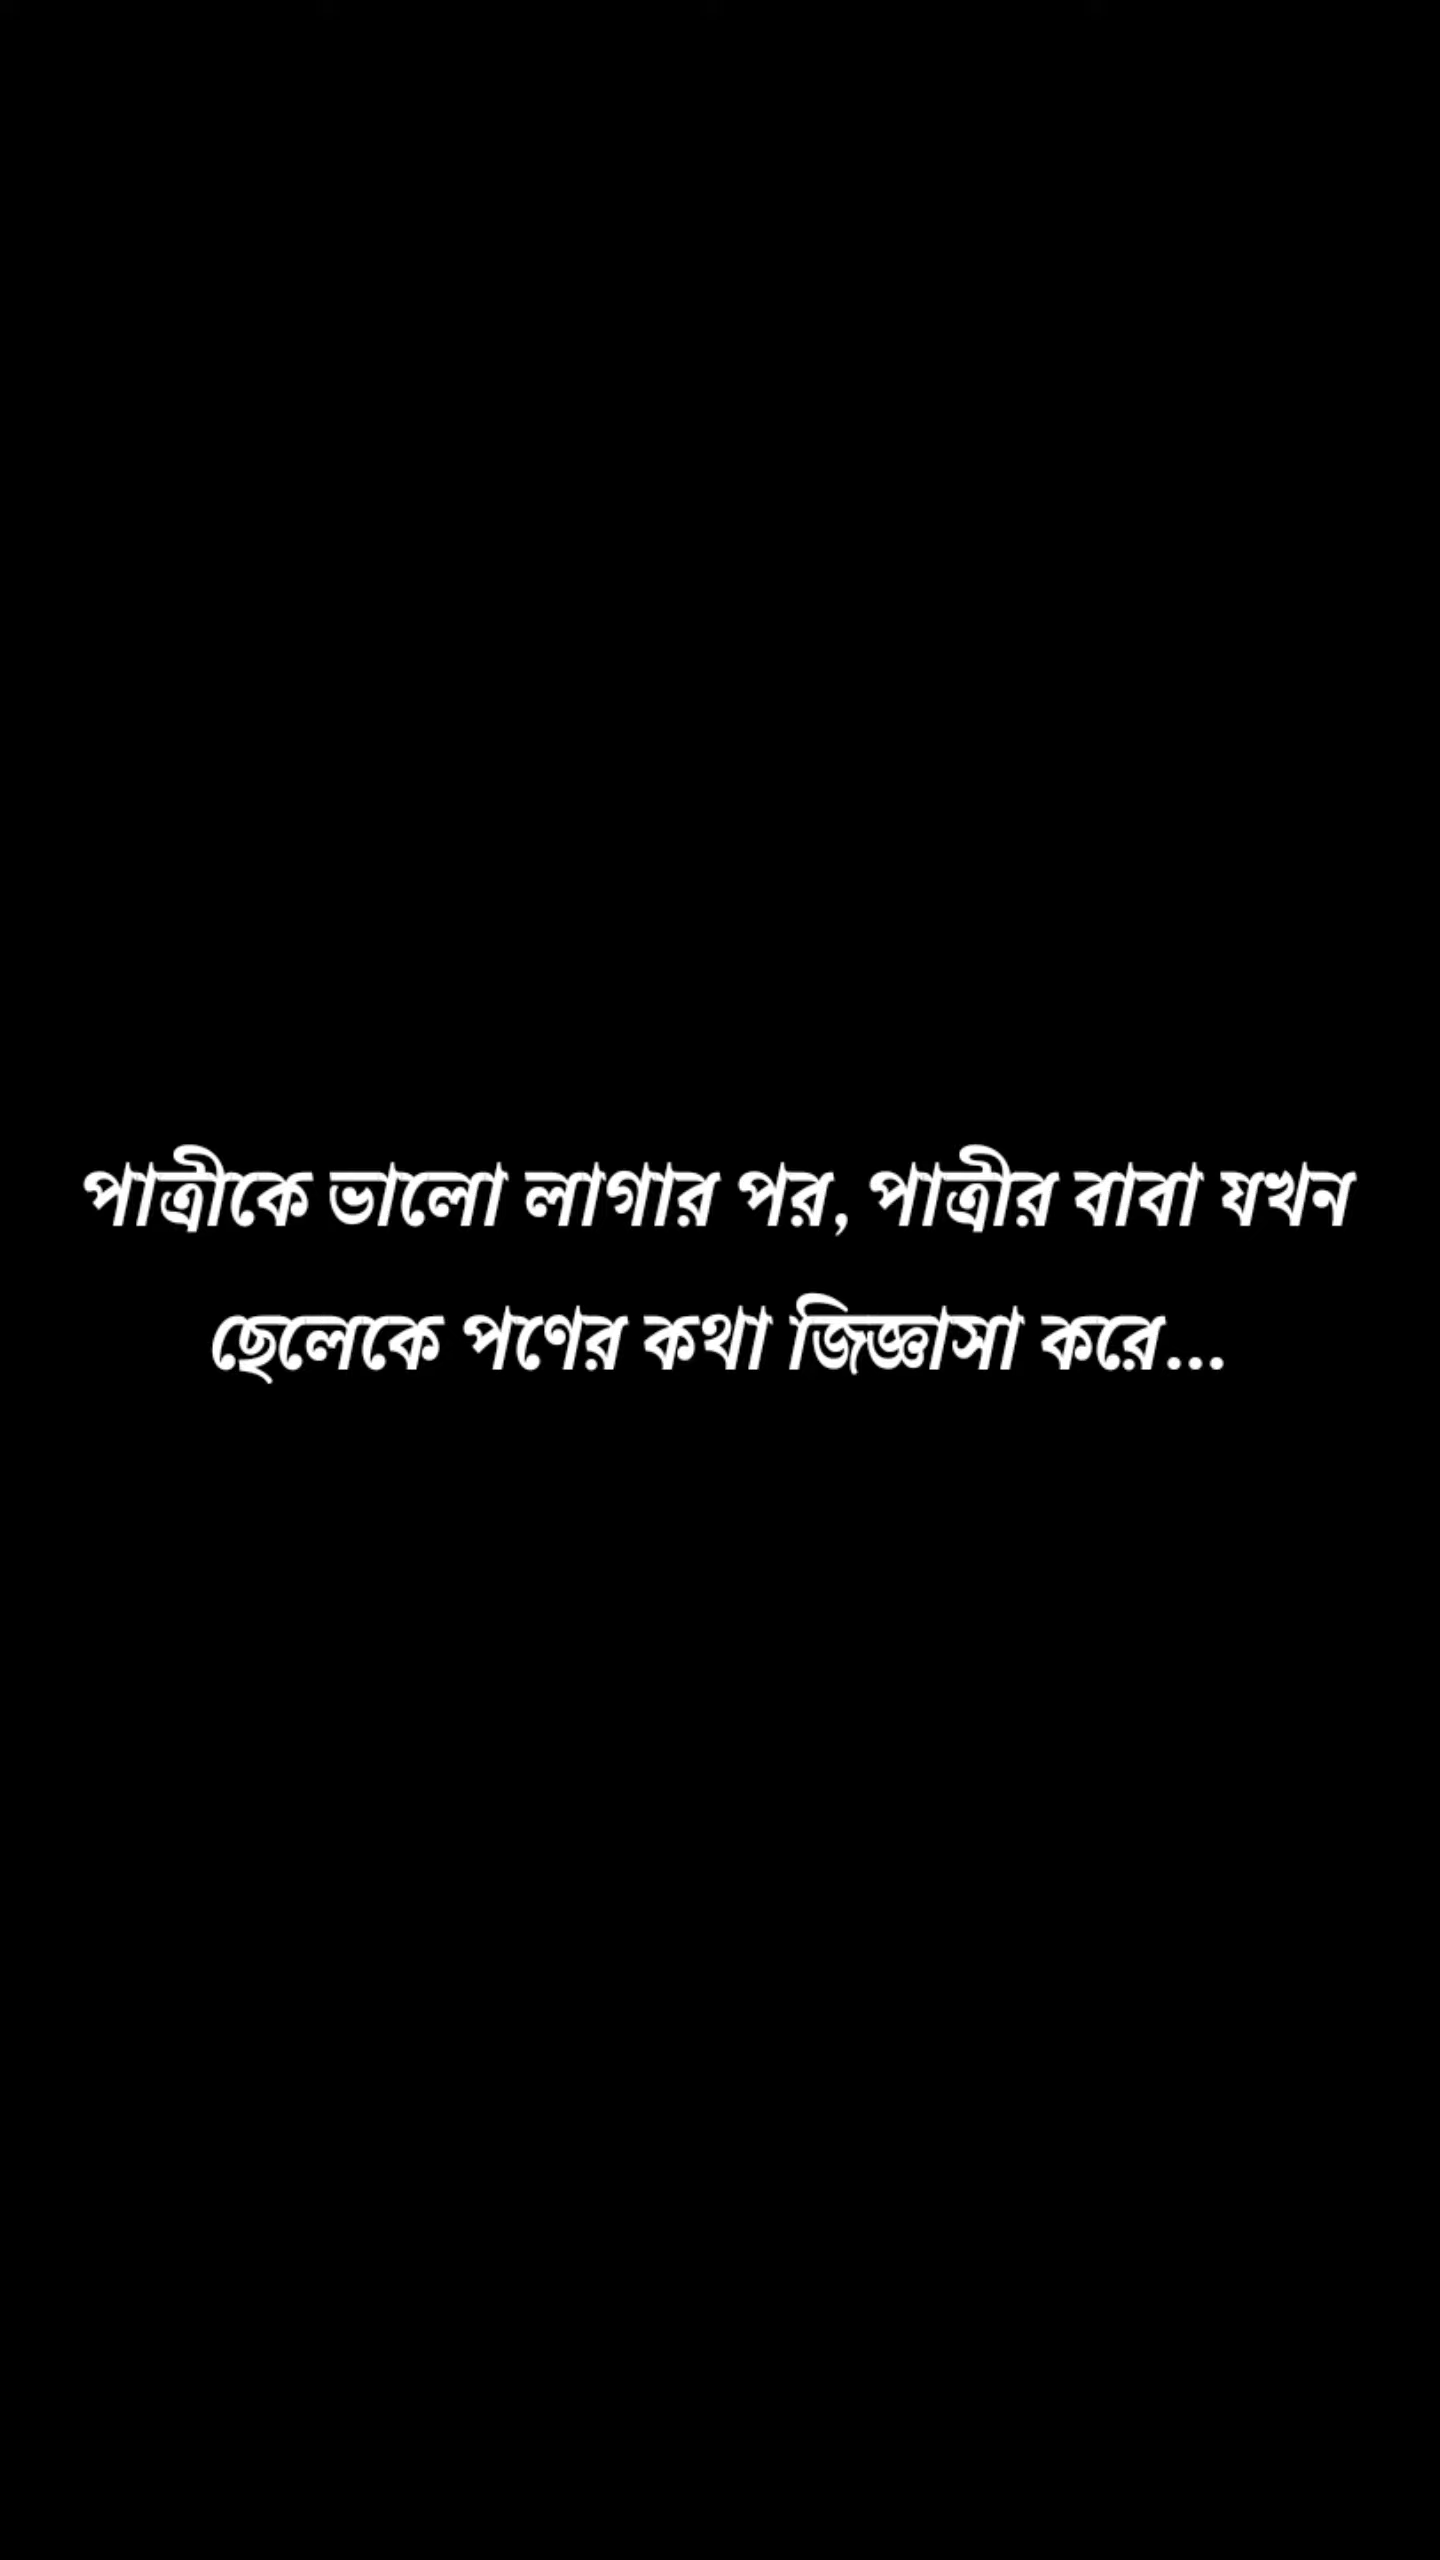 পাত্রীকে ভালো লাগার পর, পাত্রীর বাবা যখন
ছেলেকে পণের কথা জিজ্ঞাসা করে...